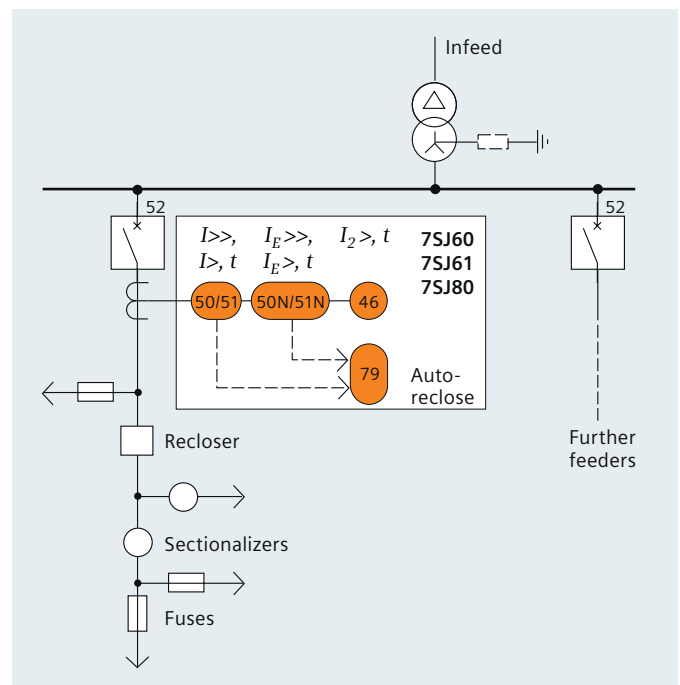 Infeed
52
52
I>>, I_E>>, I_2>, t 7SJ60
I>, t I_E>, t 7SJ61
7SJ80
50/51 50N/51N 46
79
Auto-
reclose
Recloser
Further
feeders
Sectionalizers
Fuses